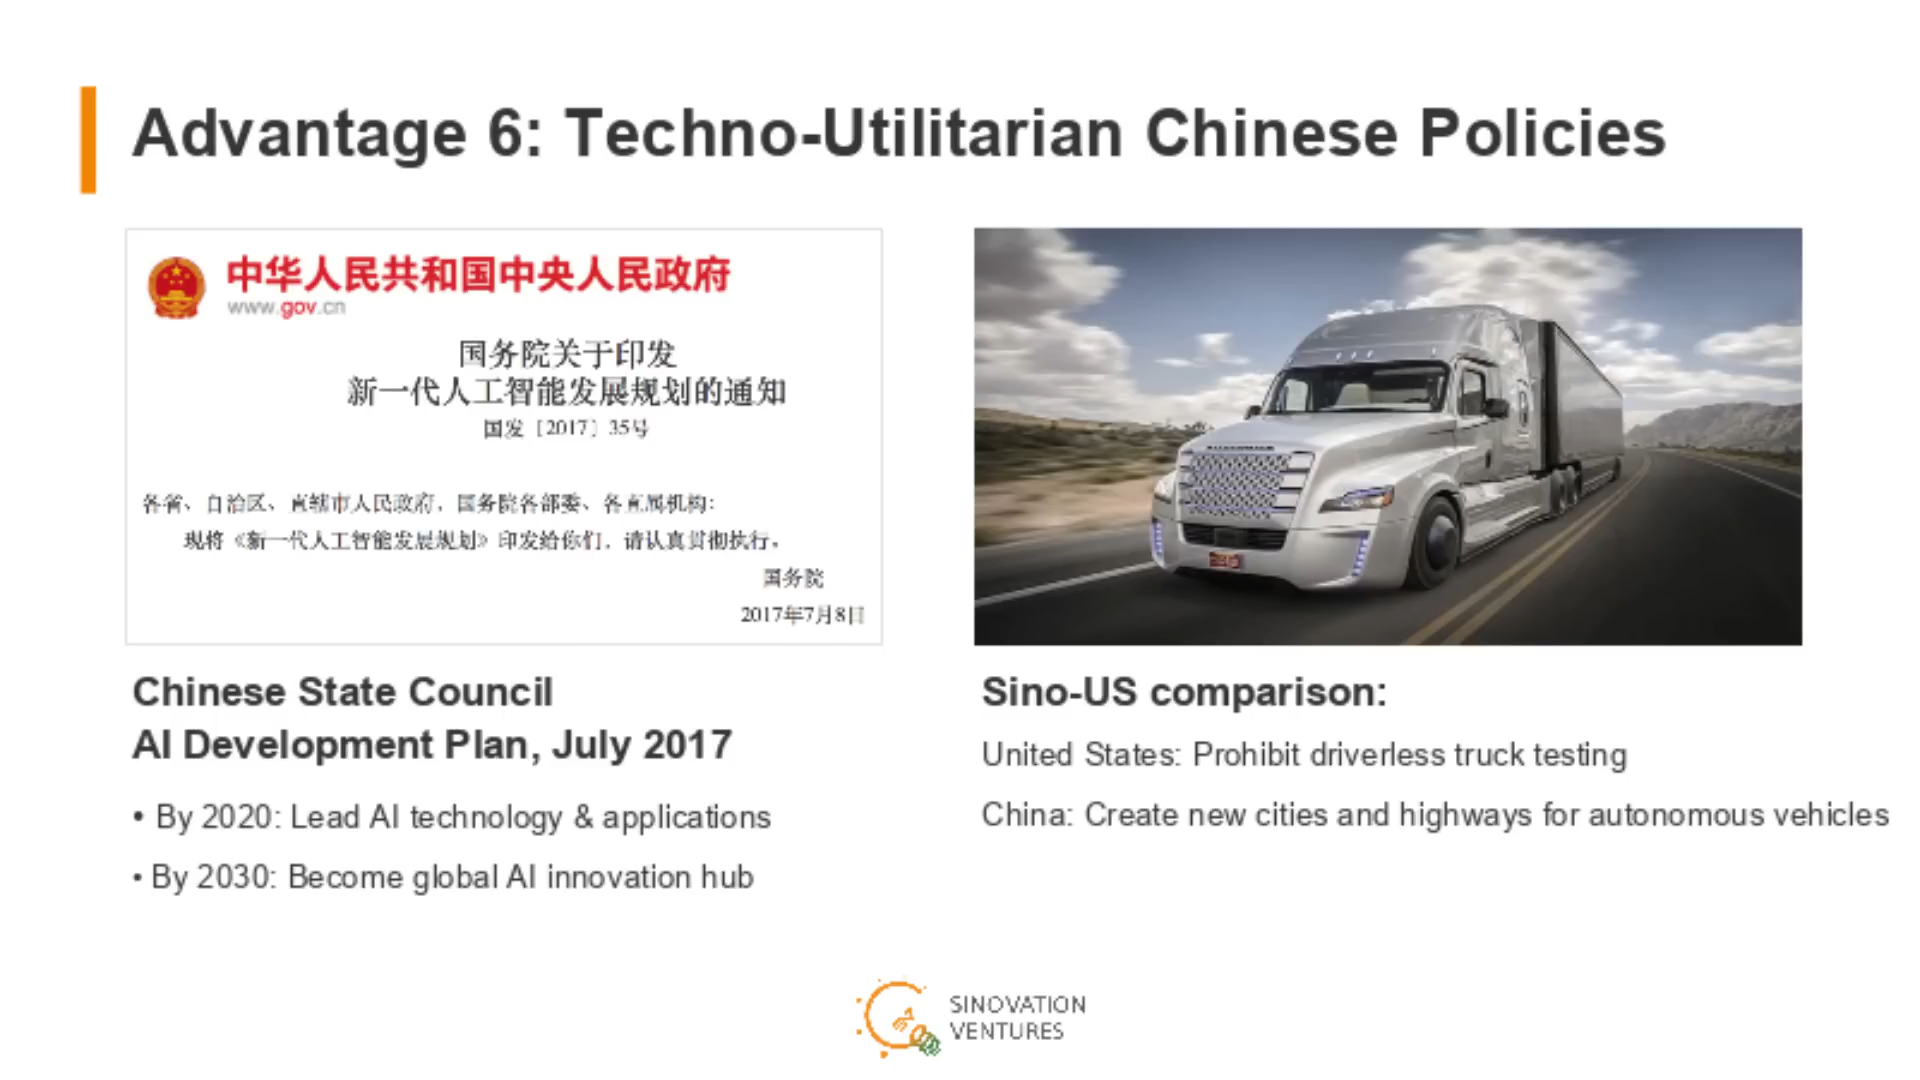 Advantage 6: Techno-Utilitarian Chinese Policies
中华人民共和国中央人民政府
www.gov.cn
国务院关于印发
新一代人工智能发展规划的通知
国发〔2017〕35号
各省、自治区、直辖市人民政府，国务院各部委、各直属机构：
现将《新一代人工智能发展规划》印发给你们，请认真贯彻执行。
国务院
2017年7月8日
Chinese State Council
AI Development Plan, July 2017
• By 2020: Lead AI technology & applications
• By 2030: Become global AI innovation hub
Sino-US comparison:
United States: Prohibit driverless truck testing
China: Create new cities and highways for autonomous vehicles
SINOVATION
VENTURES